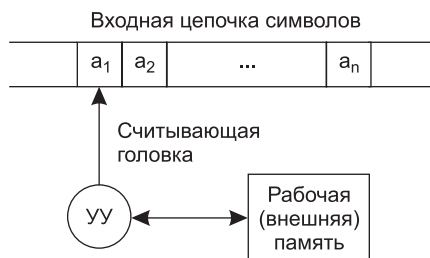 Входная цепочка символов
a1 a2 ... an
Считывающая
головка
УУ
Рабочая
(внешняя)
память